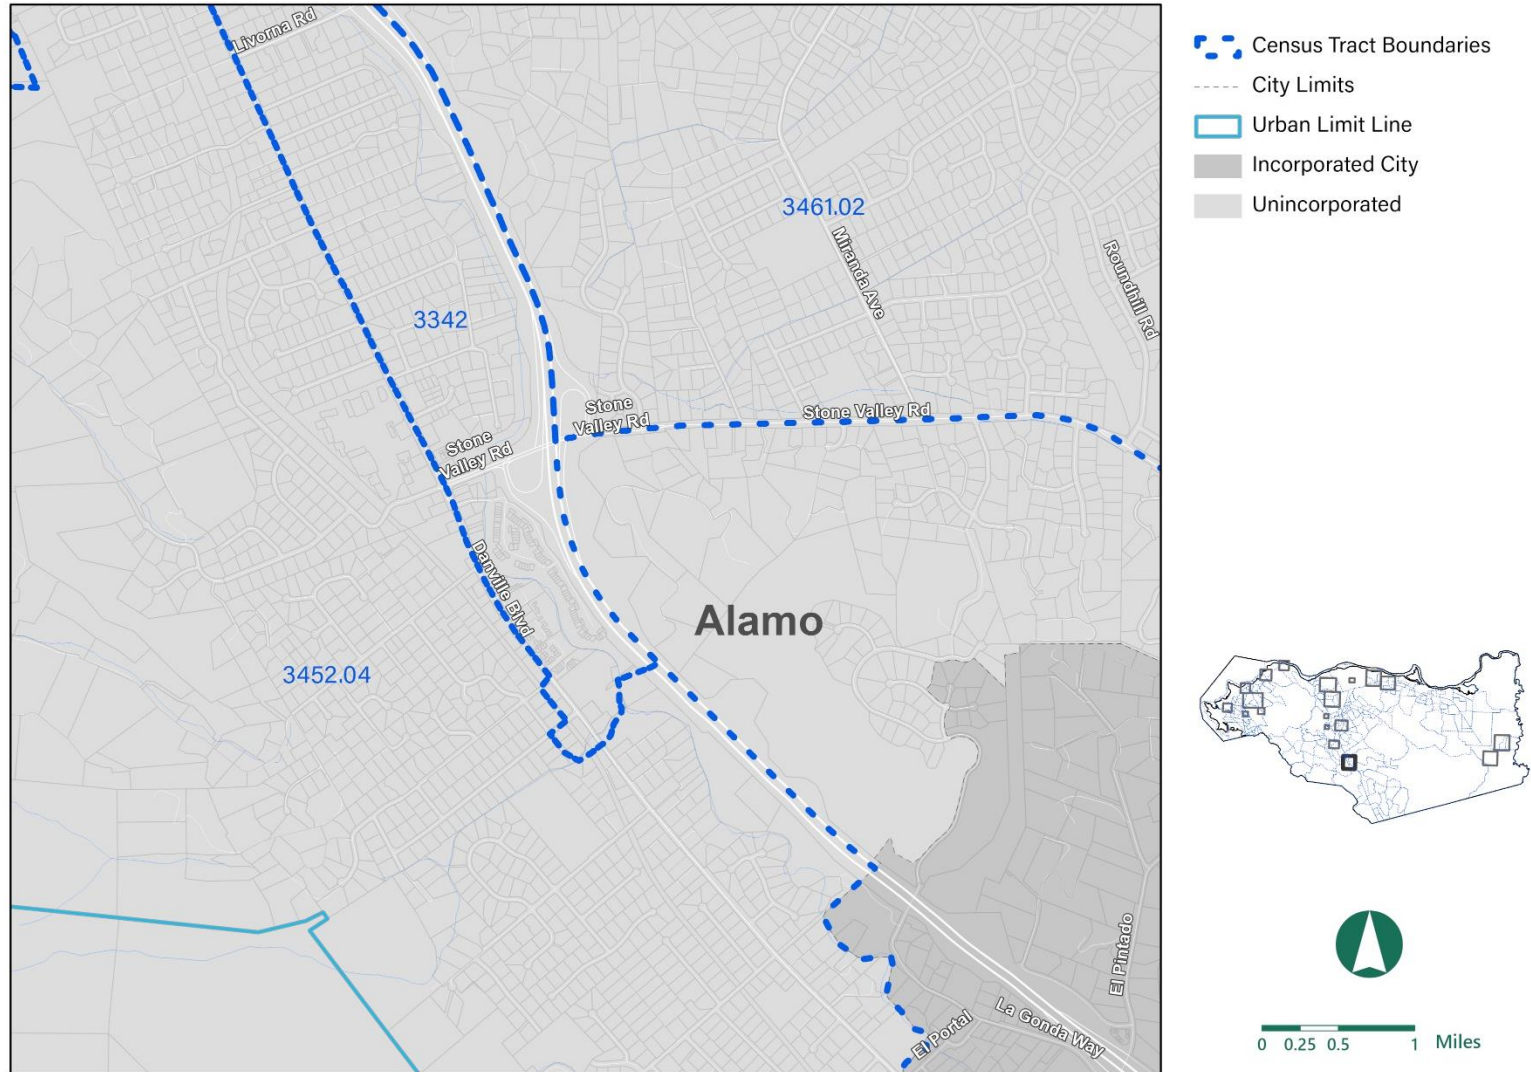 Livorna Rd
3461.02
Miranda Ave
Roundhill Rd
3342
Stone
Valley Rd
Stone Valley Rd
Stone
Valley Rd
Danville Blvd
Alamo
3452.04
El Pintado
La Gonda Way
El Portal
Census Tract Boundaries
City Limits
Urban Limit Line
Incorporated City
Unincorporated
0 0.25 0.5 1 Miles